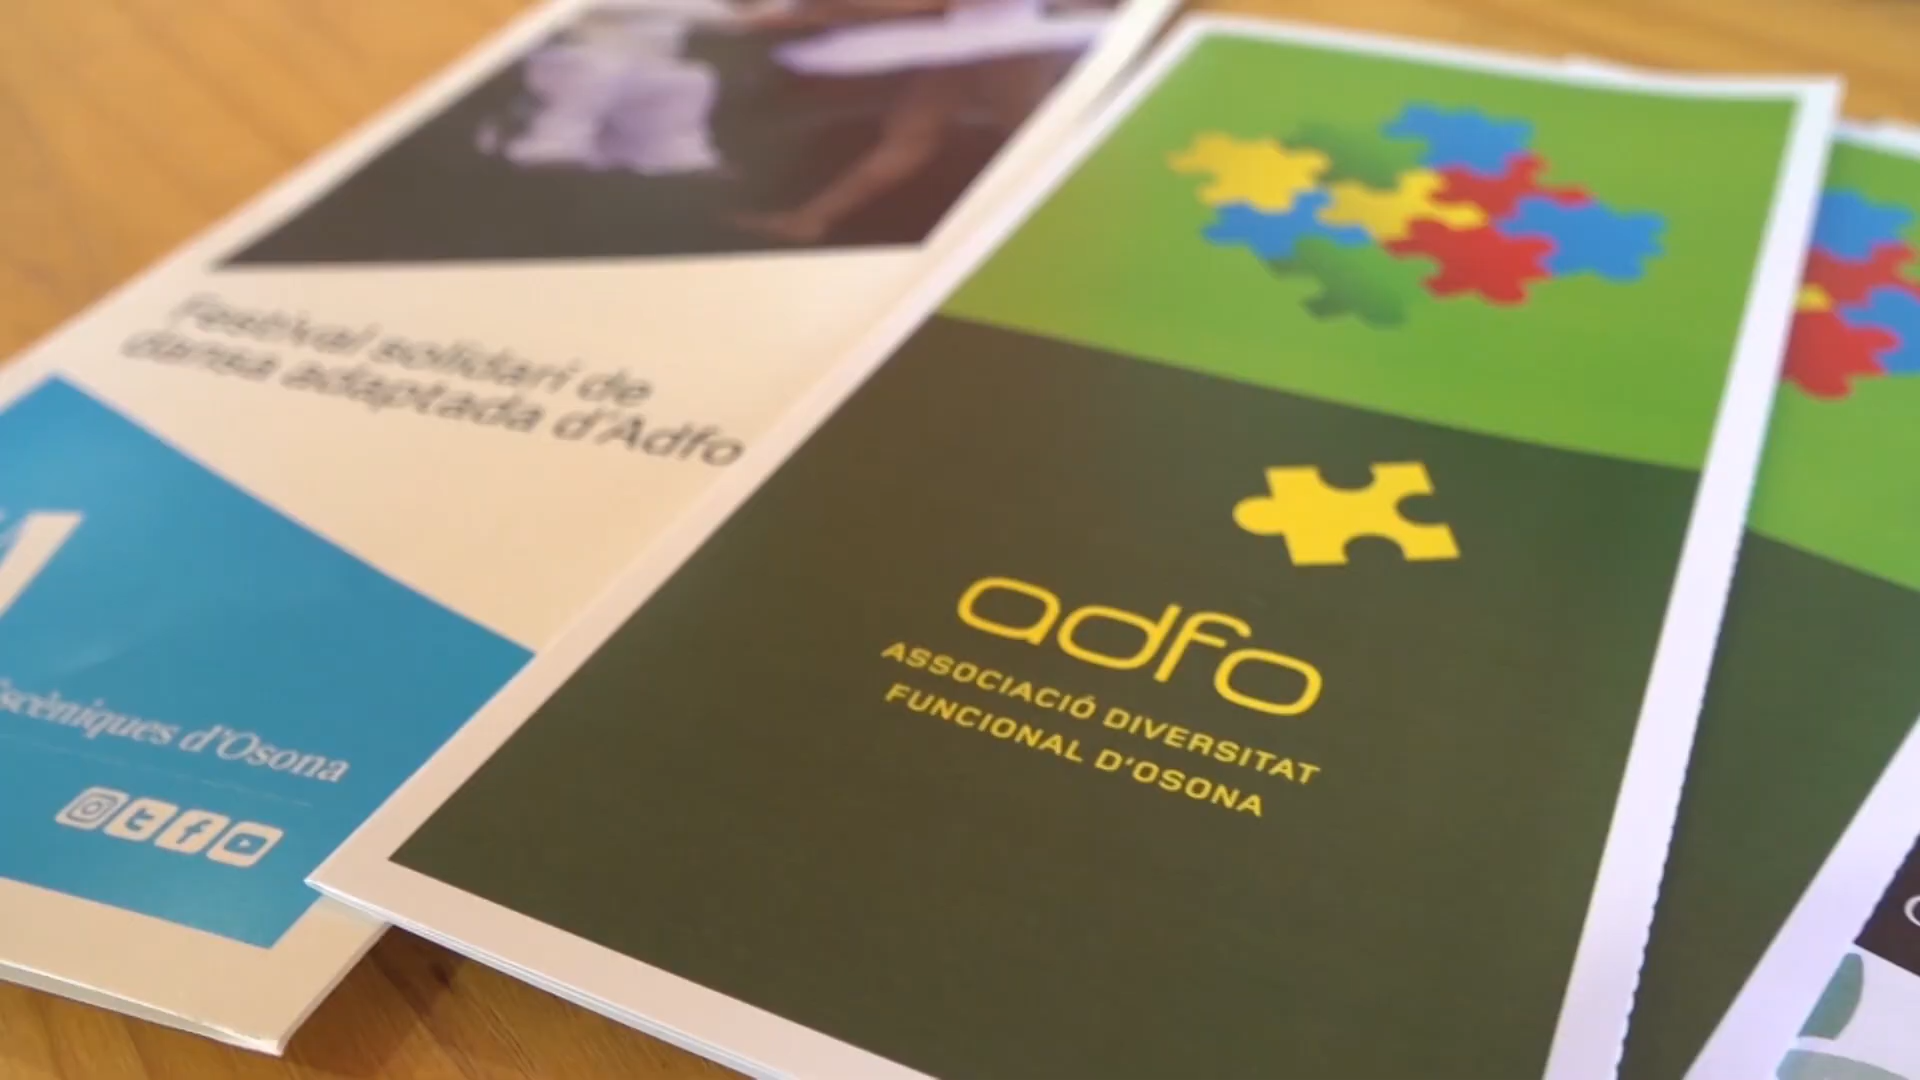 Festival solidari de
dansa adaptada d'Adfo
Escèniques d'Osona
adfo
ASSOCIACIÓ DIVERSITAT
FUNCIONAL D'OSONA